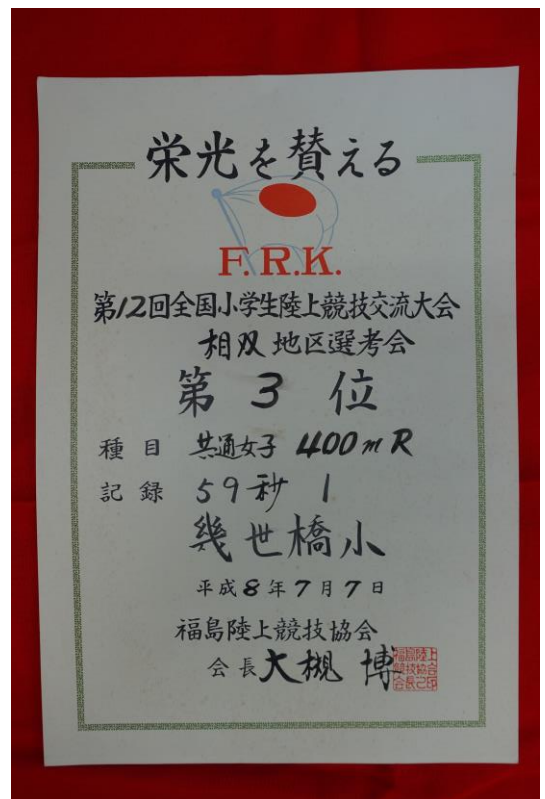 栄光を賛える
F.R.K.
第12回全国小学生陸上競技交流大会
相双地区選考会
第3位
種目 共通女子 400mR
記録 59秒1
幾世橋小
平成8年7月7日
福島陸上競技協会
会長 大槻 博